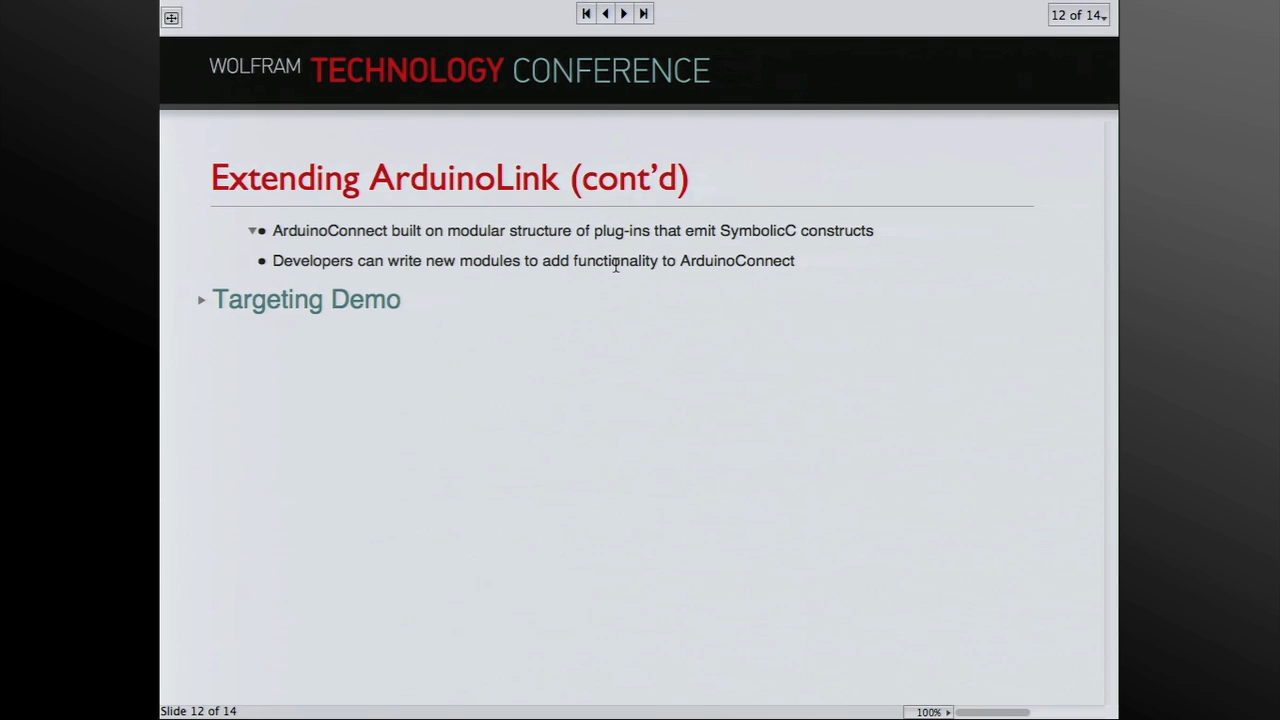 12 of 14
WOLFRAM TECHNOLOGY CONFERENCE
Extending ArduinoLink (cont'd)
• ArduinoConnect built on modular structure of plug-ins that emit SymbolicC constructs
• Developers can write new modules to add functionality to ArduinoConnect
Targeting Demo
Slide 12 of 14
100%